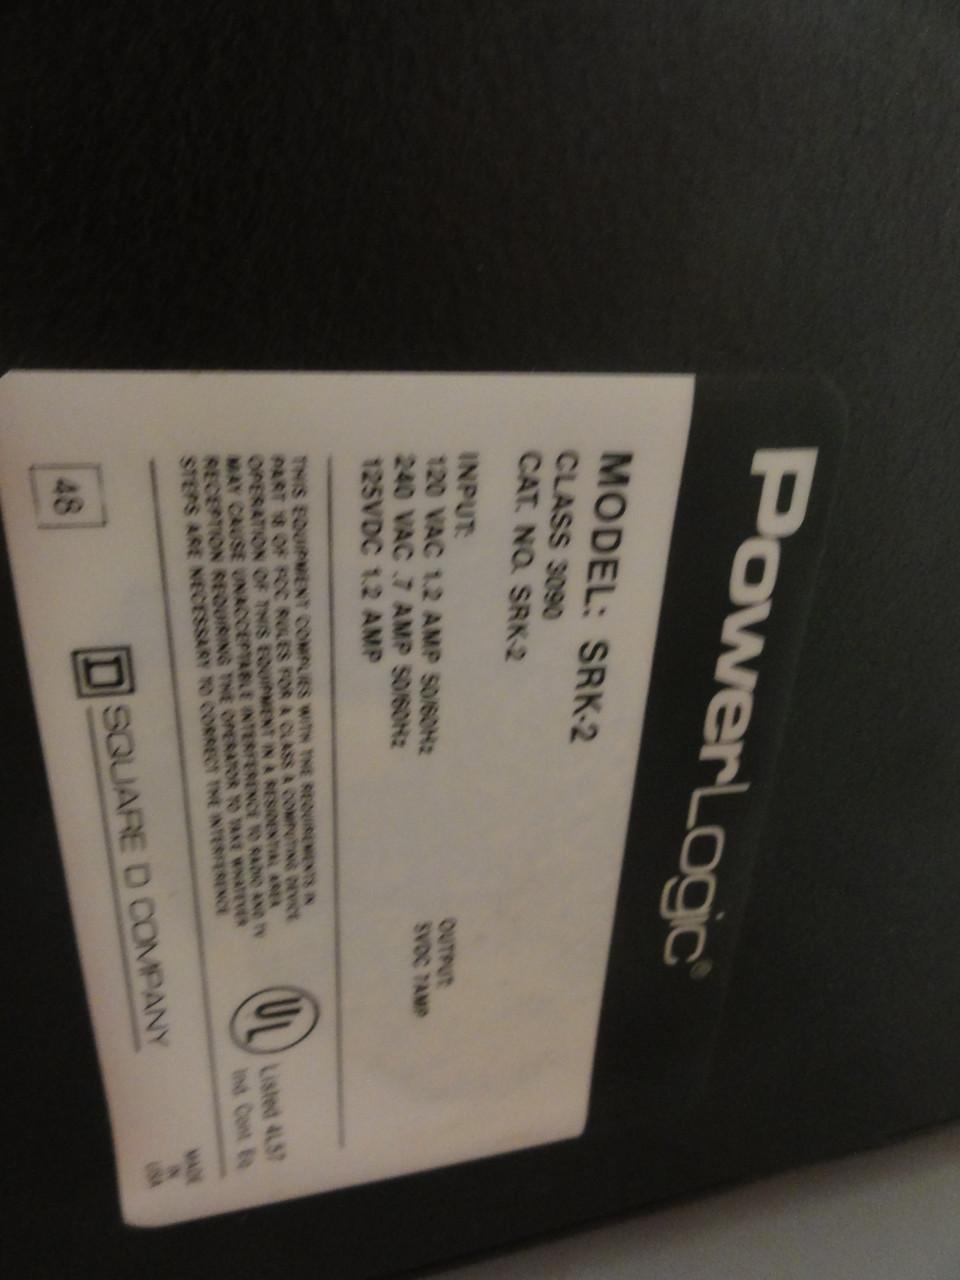 PowerLogic®
MODEL: SRK-2
CLASS 3090
CAT. NO. SRK-2
INPUT:
120 VAC 1.2 AMP 50/60Hz
240 VAC .7 AMP 50/60Hz
125VDC 1.2 AMP
OUTPUT:
5VDC 7AMP
THIS EQUIPMENT COMPLIES WITH THE REQUIREMENTS IN
PART 18 OF FCC RULES FOR A CLASS A COMPUTING DEVICE.
OPERATION OF THIS EQUIPMENT IN A RESIDENTIAL AREA
MAY CAUSE UNACCEPTABLE INTERFERENCE TO RADIO AND TV
RECEPTION REQUIRING THE OPERATOR TO TAKE WHATEVER
STEPS ARE NECESSARY TO CORRECT THE INTERFERENCE
UL
Listed 4L57
Ind. Cont. Eq.
48
D SQUARE D COMPANY
MADE
IN
USA